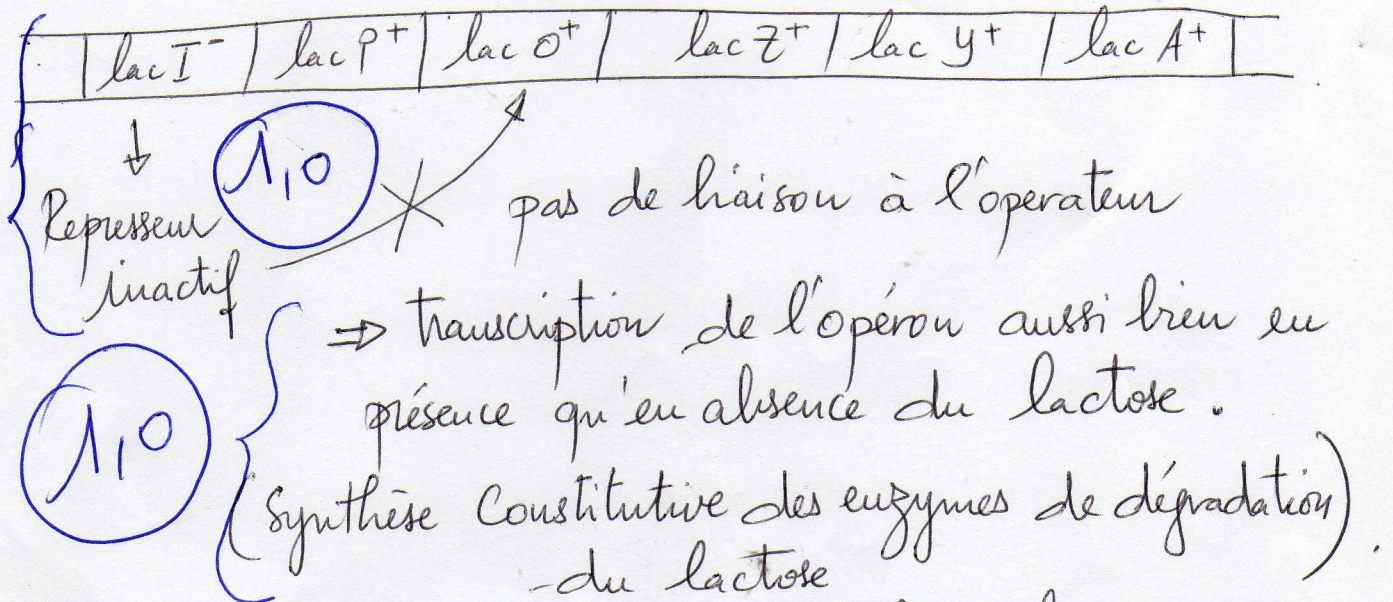 lac I⁻ | lac P⁺ | lac O⁺ | lac Z⁺ | lac Y⁺ | lac A⁺
1,0
Represseur
inactif
pas de liaison à l'operateur
⇒ transcription de l'opéron aussi bien en
présence qu'en absence du lactose.
1,0
(Synthèse Constitutive des enzymes de dégradation)
du lactose